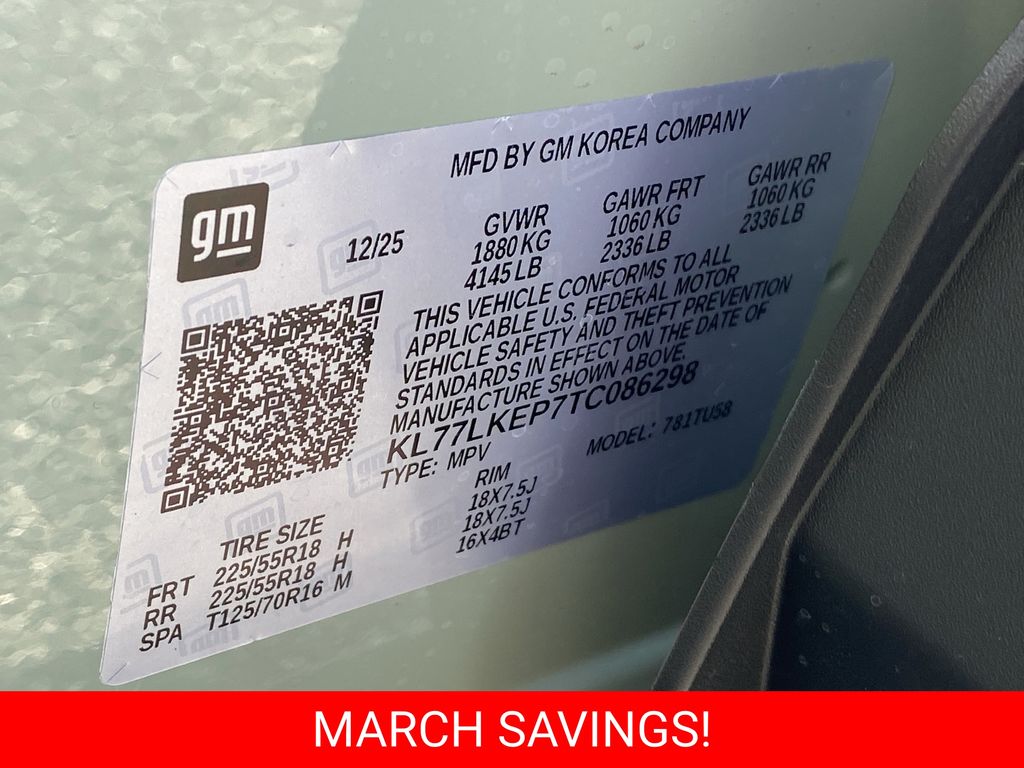 MFD BY GM KOREA COMPANY
gm
12/25
GVWR GAWR FRT GAWR RR
1880 KG 1060 KG 1060 KG
4145 LB 2336 LB 2336 LB
THIS VEHICLE CONFORMS TO ALL
APPLICABLE U.S. FEDERAL MOTOR
VEHICLE SAFETY AND THEFT PREVENTION
STANDARDS IN EFFECT ON THE DATE OF
MANUFACTURE SHOWN ABOVE.
KL77LKEP7TC086298
TYPE: MPV MODEL: 781TU58
TIRE SIZE RIM
FRT 225/55R18 H 18X7.5J
RR 225/55R18 H 18X7.5J
SPA T125/70R16 M 16X4BT
MARCH SAVINGS!